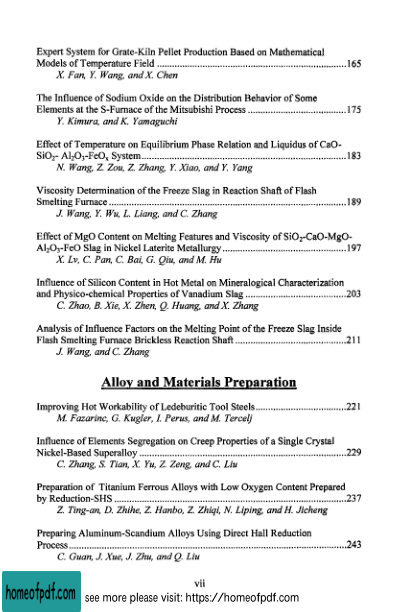 Expert System for Grate-Kiln Pellet Production Based on Mathematical
Models of Temperature Field ......................................................................165
X. Fan, Y. Wang, and X. Chen
The Influence of Sodium Oxide on the Distribution Behavior of Some
Elements at the S-Furnace of the Mitsubishi Process ....................................175
Y. Kimura, and K. Yamaguchi
Effect of Temperature on Equilibrium Phase Relation and Liquidus of CaO-
SiO₂- Al₂O₃-FeOₓ System...........................................................................183
N. Wang, Z. Zou, Z. Zhang, Y. Xiao, and Y. Yang
Viscosity Determination of the Freeze Slag in Reaction Shaft of Flash
Smelting Furnace ......................................................................................189
J. Wang, Y. Wu, L. Liang, and C. Zhang
Effect of MgO Content on Melting Features and Viscosity of SiO₂-CaO-MgO-
Al₂O₃-FeO Slag in Nickel Laterite Metallurgy..............................................197
X. Lv, C. Pan, C. Bai, G. Qiu, and M. Hu
Influence of Silicon Content in Hot Metal on Mineralogical Characterization
and Physico-chemical Properties of Vanadium Slag .....................................203
C. Zhao, B. Xie, X. Zhen, Q. Huang, and X. Zhang
Analysis of Influence Factors on the Melting Point of the Freeze Slag Inside
Flash Smelting Furnace Brickless Reaction Shaft.........................................211
J. Wang, and C. Zhang
Alloy and Materials Preparation
Improving Hot Workability of Ledeburitic Tool Steels..................................221
M. Fazarinc, G. Kugler, I. Perus, and M. Tercelj
Influence of Elements Segregation on Creep Properties of a Single Crystal
Nickel-Based Superalloy ............................................................................229
C. Zhang, S. Tian, X. Yu, Z. Zeng, and C. Liu
Preparation of Titanium Ferrous Alloys with Low Oxygen Content Prepared
by Reduction-SHS .....................................................................................237
Z. Ting-an, D. Zhihe, Z. Hanbo, Z. Zhiqi, N. Liping, and H. Jicheng
Preparing Aluminum-Scandium Alloys Using Direct Hall Reduction
Process......................................................................................................243
C. Guan, J. Xue, J. Zhu, and Q. Liu
vii
homeofpdf.com
see more please visit: https://homeofpdf.com